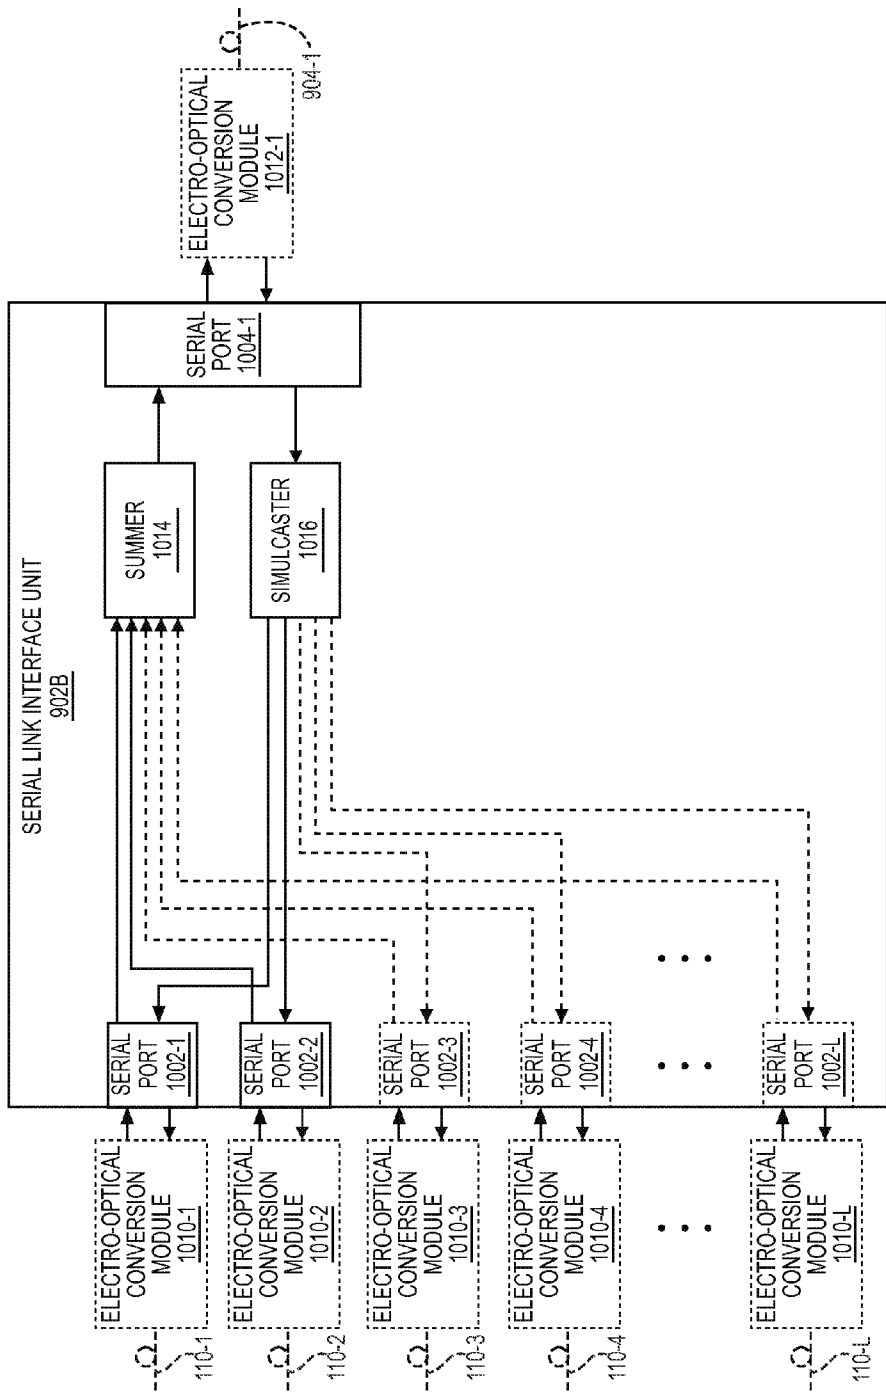 SERIAL LINK INTERFACE UNIT
902B
110-1
ELECTRO-OPTICAL
CONVERSION
MODULE
1010-1
SERIAL
PORT
1002-1
110-2
ELECTRO-OPTICAL
CONVERSION
MODULE
1010-2
SERIAL
PORT
1002-2
110-3
ELECTRO-OPTICAL
CONVERSION
MODULE
1010-3
SERIAL
PORT
1002-3
110-4
ELECTRO-OPTICAL
CONVERSION
MODULE
1010-4
SERIAL
PORT
1002-4
110-L
ELECTRO-OPTICAL
CONVERSION
MODULE
1010-L
SERIAL
PORT
1002-L
SUMMER
1014
SIMULCASTER
1016
SERIAL
PORT
1004-1
ELECTRO-OPTICAL
CONVERSION
MODULE
1012-1
904-1